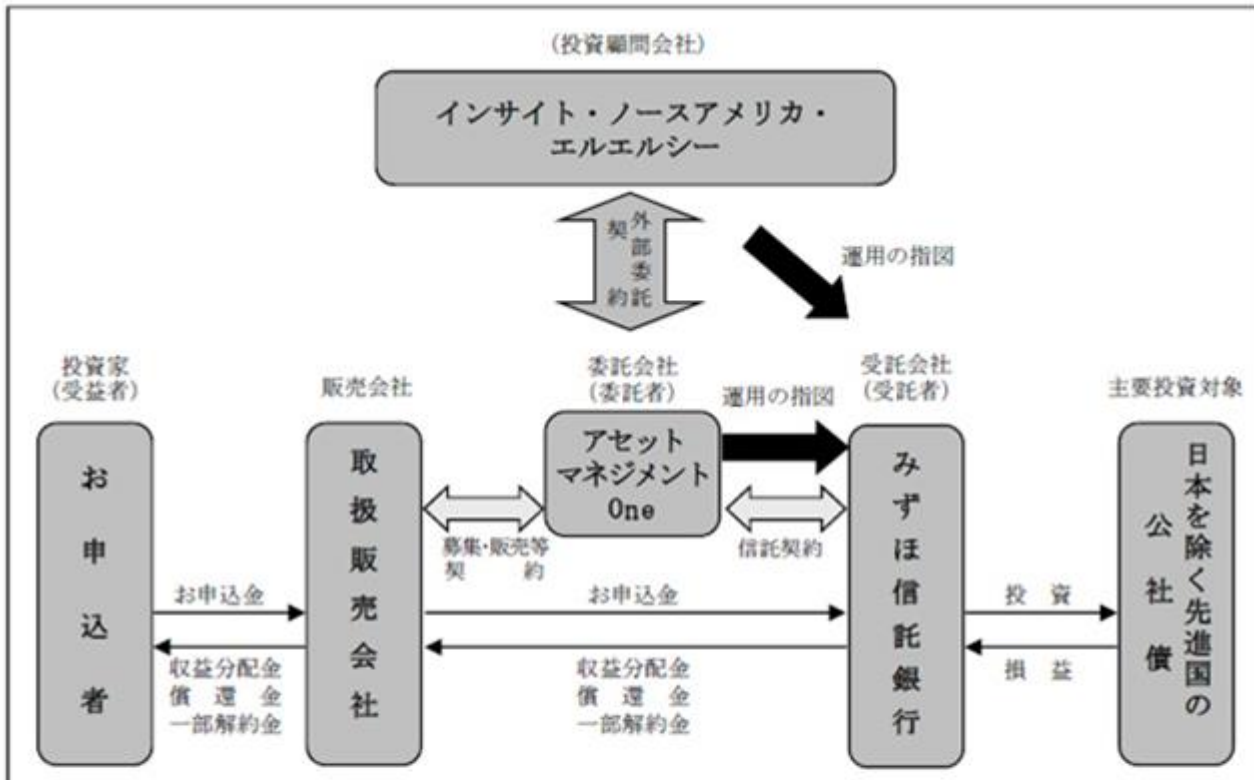 (投資顧問会社)
インサイト・ノースアメリカ・
エルエルシー
外部委託
契約
運用の指図
投資家
(受益者)
販売会社
委託会社
(委託者)
受託会社
(受託者)
主要投資対象
運用の指図
お申込者
取扱販売会社
アセット
マネジメント
One
みずほ信託銀行
日本を除く先進国の
公社債
募集・販売等
契約
信託契約
お申込金
収益分配金
償還金
一部解約金
お申込金
収益分配金
償還金
一部解約金
投資
損益